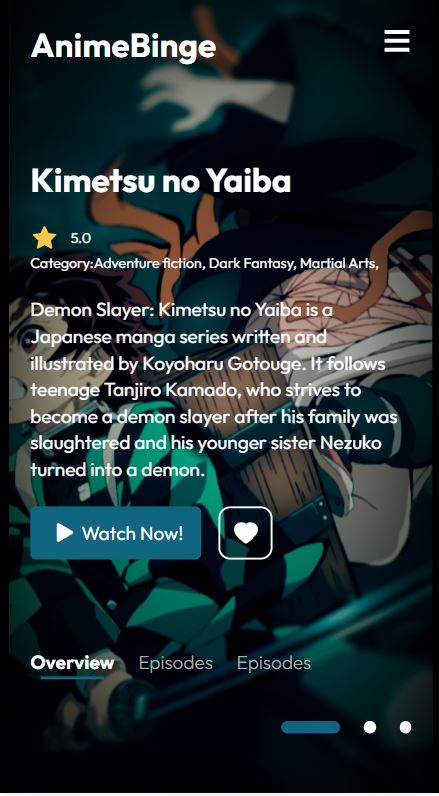 AnimeBinge
Kimetsu no Yaiba
5.0
Category:Adventure fiction, Dark Fantasy, Martial Arts,
Demon Slayer: Kimetsu no Yaiba is a
Japanese manga series written and
illustrated by Koyoharu Gotouge. It follows
teenage Tanjiro Kamado, who strives to
become a demon slayer after his family was
slaughtered and his younger sister Nezuko
turned into a demon.
Watch Now!
Overview Episodes Episodes